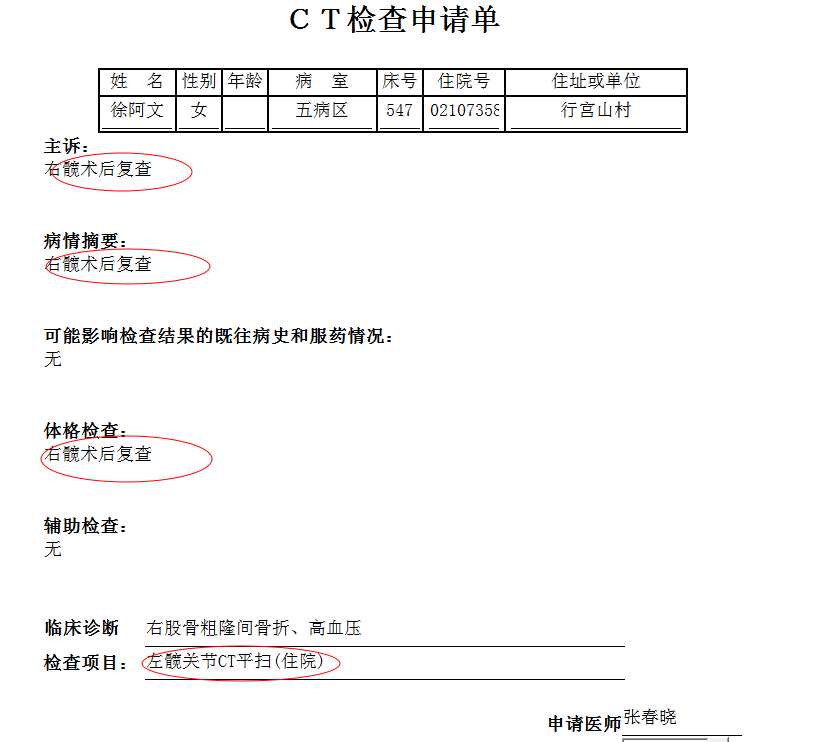 ＣＴ检查申请单
姓 名 性别 年龄 病 室 床号 住院号 住址或单位
徐阿文 女 五病区 547 02107358 行宫山村
主诉：
右髋术后复查
病情摘要：
右髋术后复查
可能影响检查结果的既往病史和服药情况：
无
体格检查：
右髋术后复查
辅助检查：
无
临床诊断 右股骨粗隆间骨折、高血压
检查项目： 左髋关节CT平扫(住院)
申请医师 张春晓